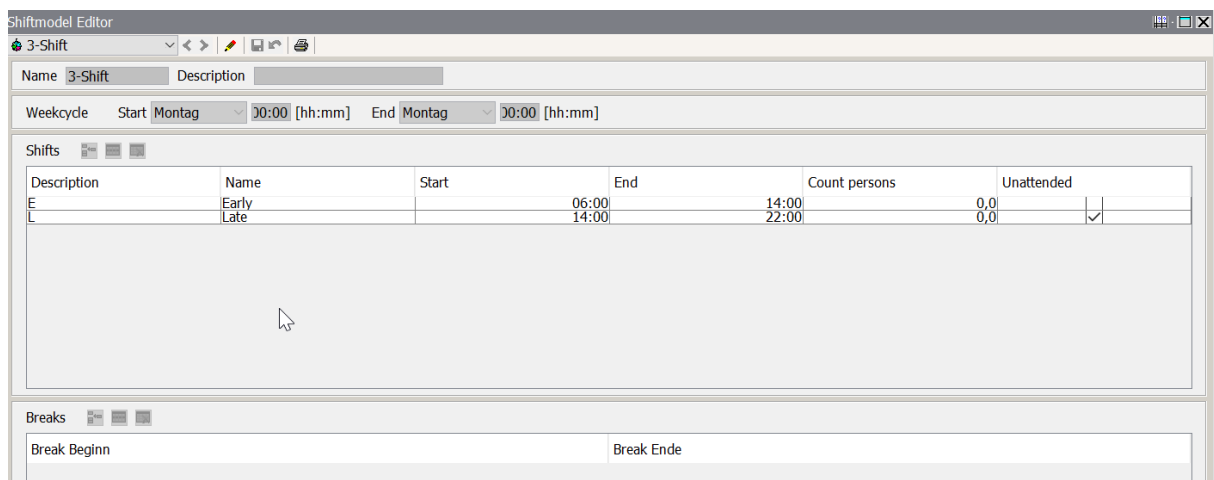 Shiftmodel Editor
3-Shift
Name 3-Shift Description
Weekcycle Start Montag 00:00 [hh:mm] End Montag 00:00 [hh:mm]
Shifts
Description Name Start End Count persons Unattended
E Early 06:00 14:00 0,0
L Late 14:00 22:00 0,0
Breaks
Break Beginn Break Ende